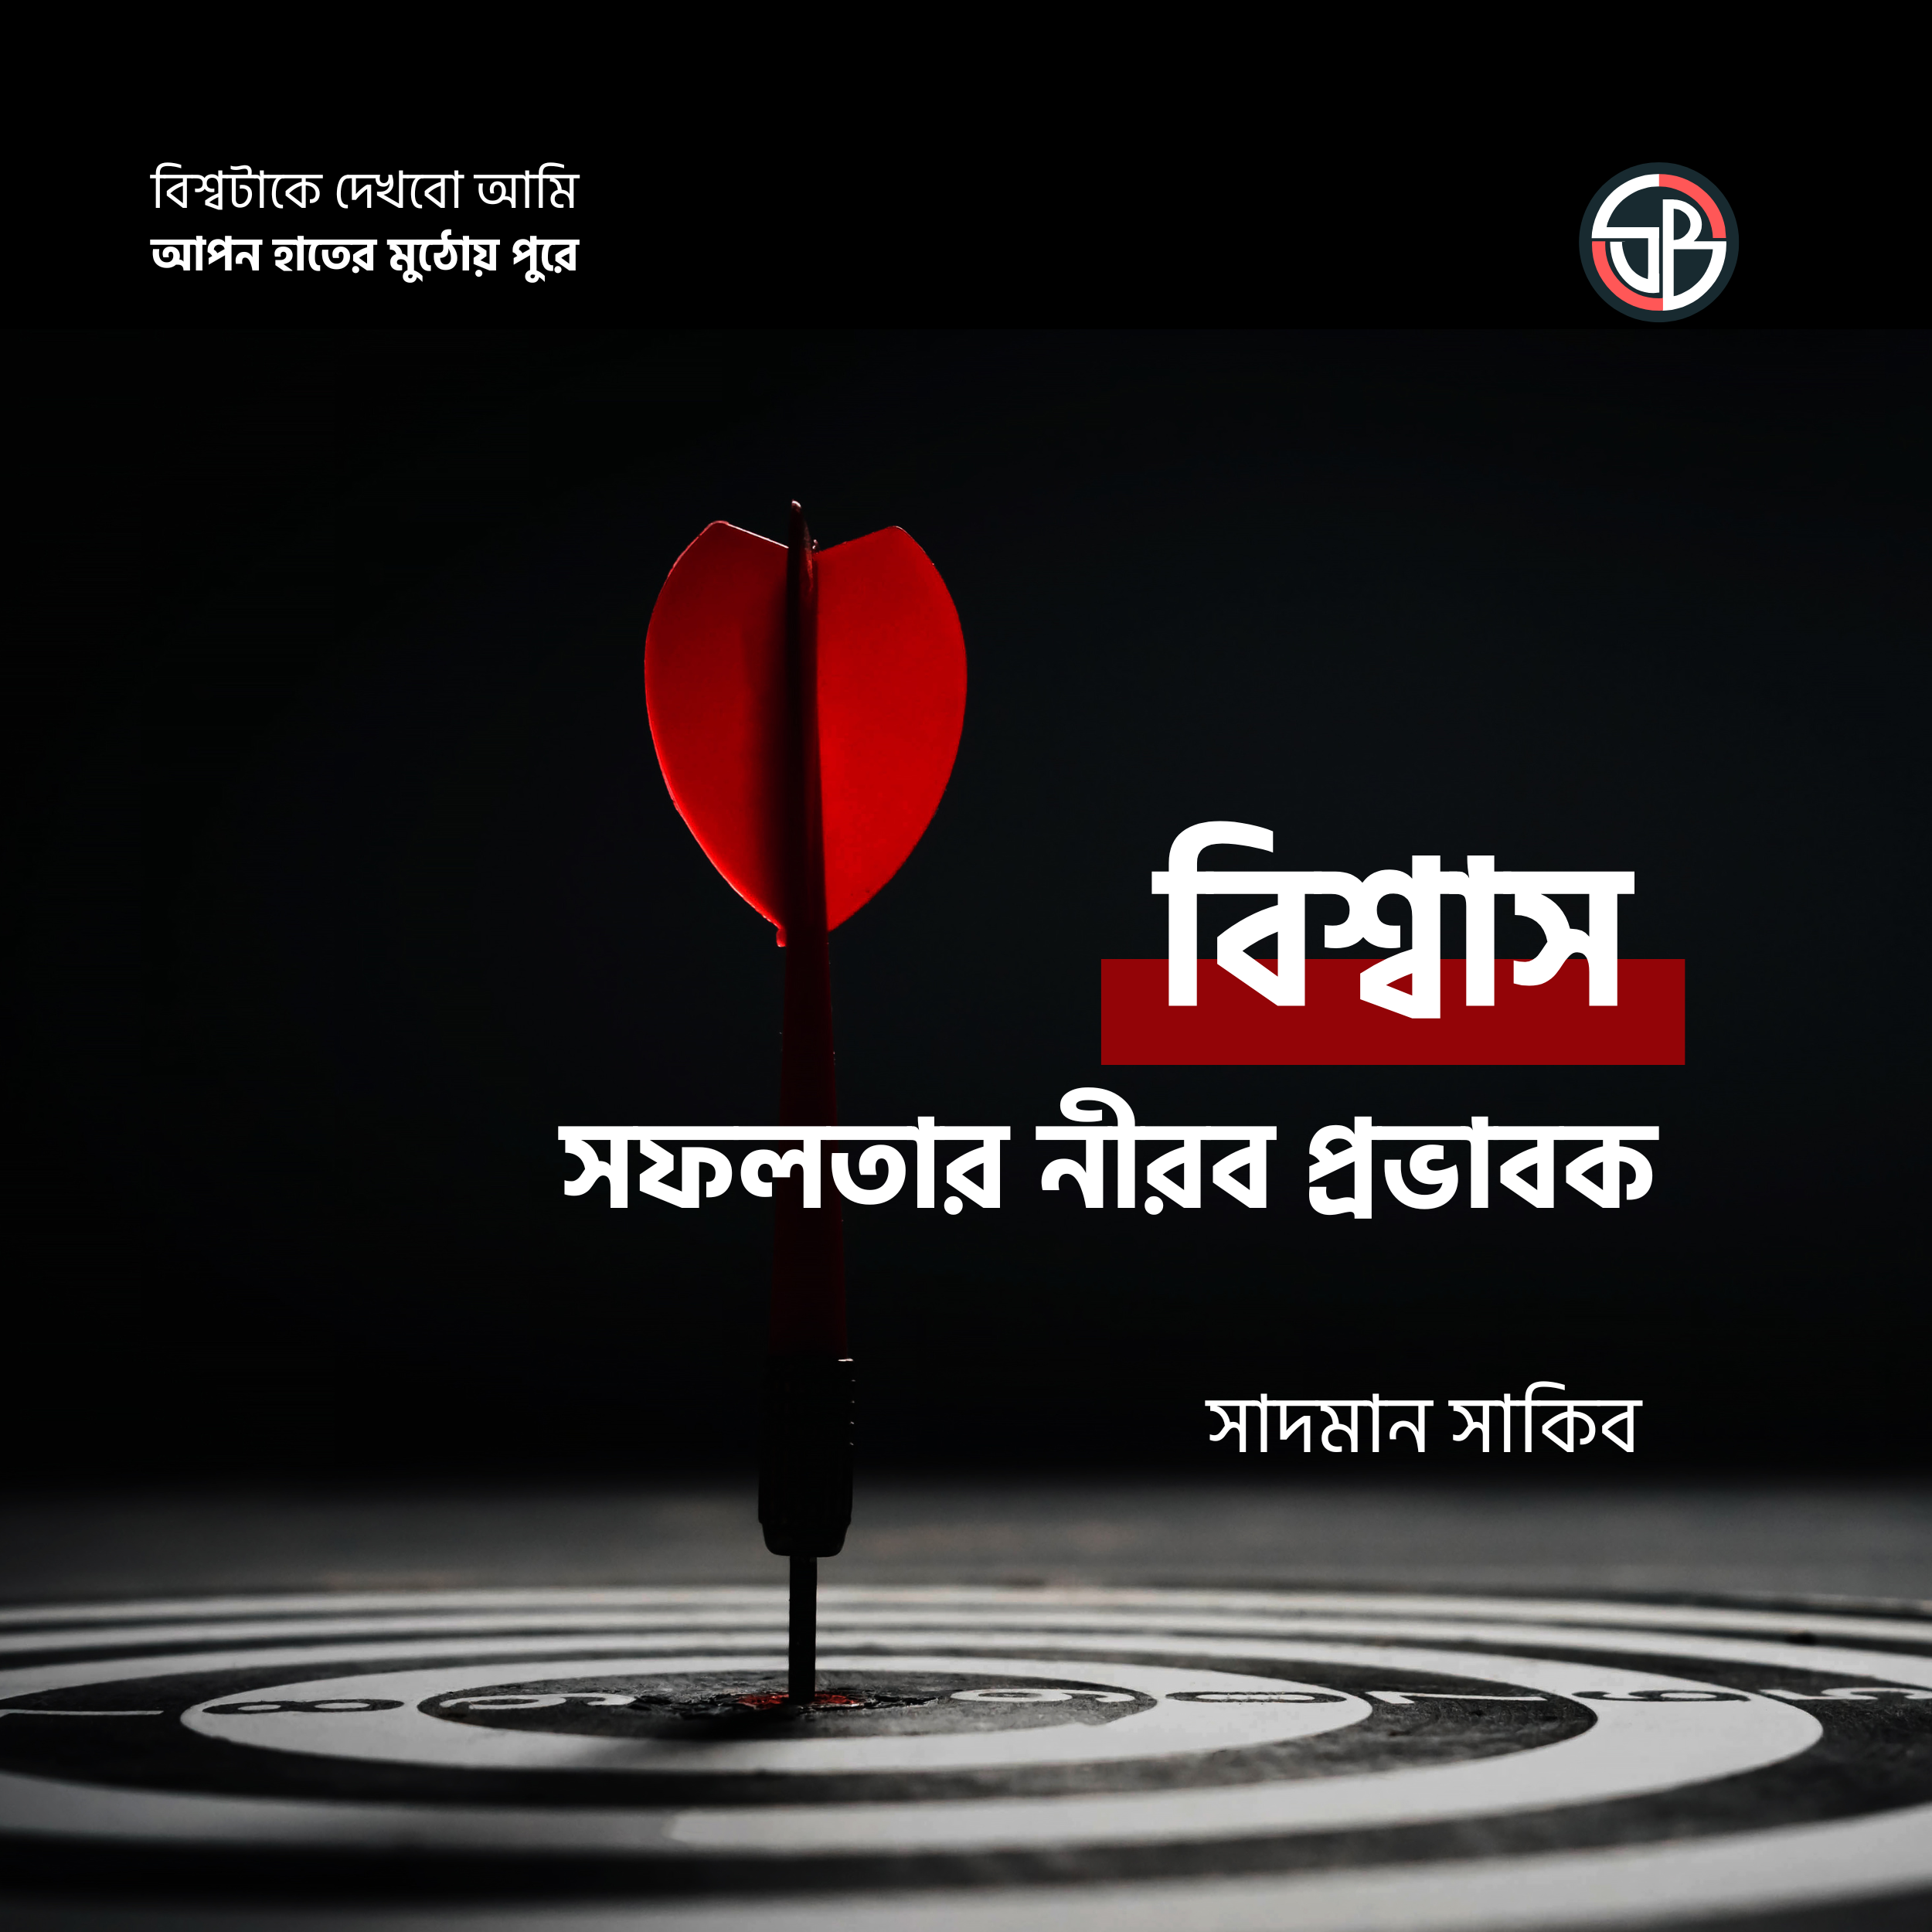 বিশ্বটাকে দেখবো আমি
আপন হাতের মুঠোয় পুরে
বিশ্বাস
সফলতার নীরব প্রভাবক
সাদমান সাকিব